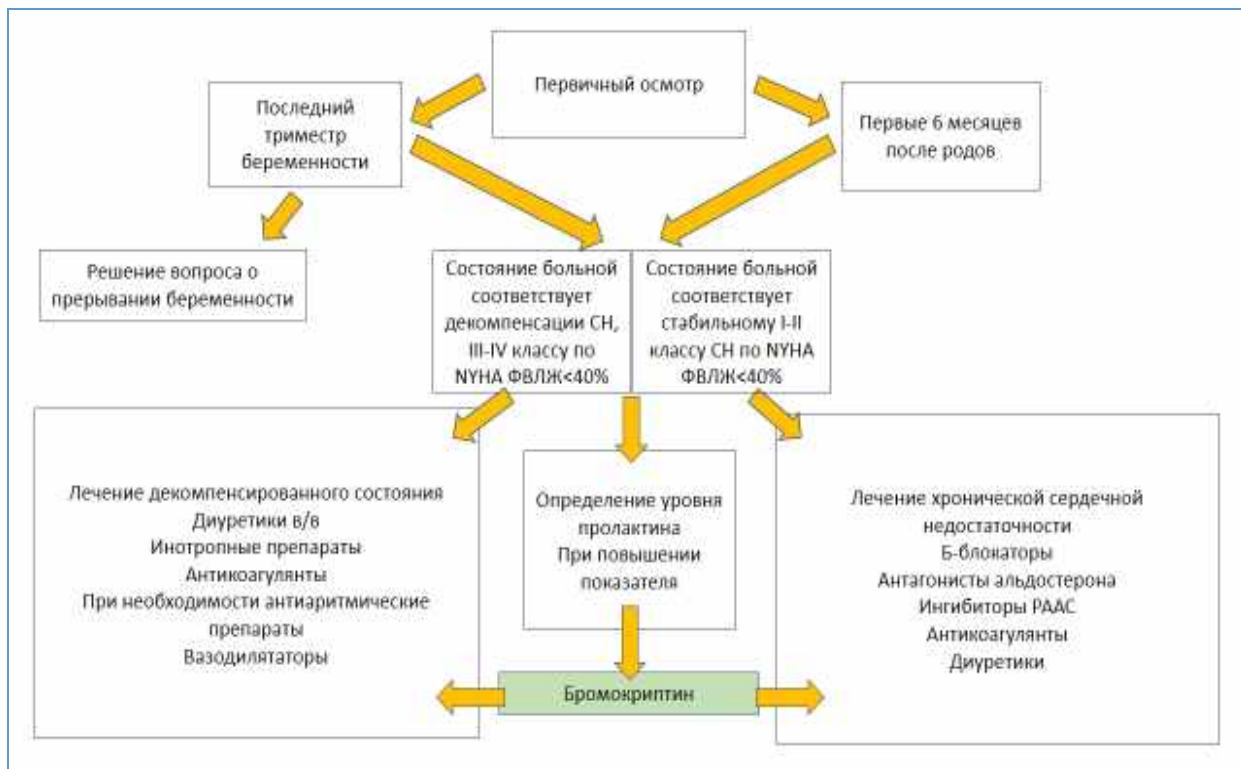 Первичный осмотр
Последний
триместр
беременности
Первые 6 месяцев
после родов
Решение вопроса о
прерывании беременности
Состояние больной
соответствует
декомпенсации СН,
III-IV классу по
NYHA ФВЛЖ<40%
Состояние больной
соответствует
стабильному I-II
классу СН по NYHA
ФВЛЖ<40%
Лечение декомпенсированного состояния
Диуретики в/в
Инотропные препараты
Антикоагулянты
При необходимости антиаритмические
препараты
Вазодилятаторы
Определение уровня
пролактина
При повышении
показателя
Лечение хронической сердечной
недостаточности
Б-блокаторы
Антагонисты альдостерона
Ингибиторы РААС
Антикоагулянты
Диуретики
Бромокриптин